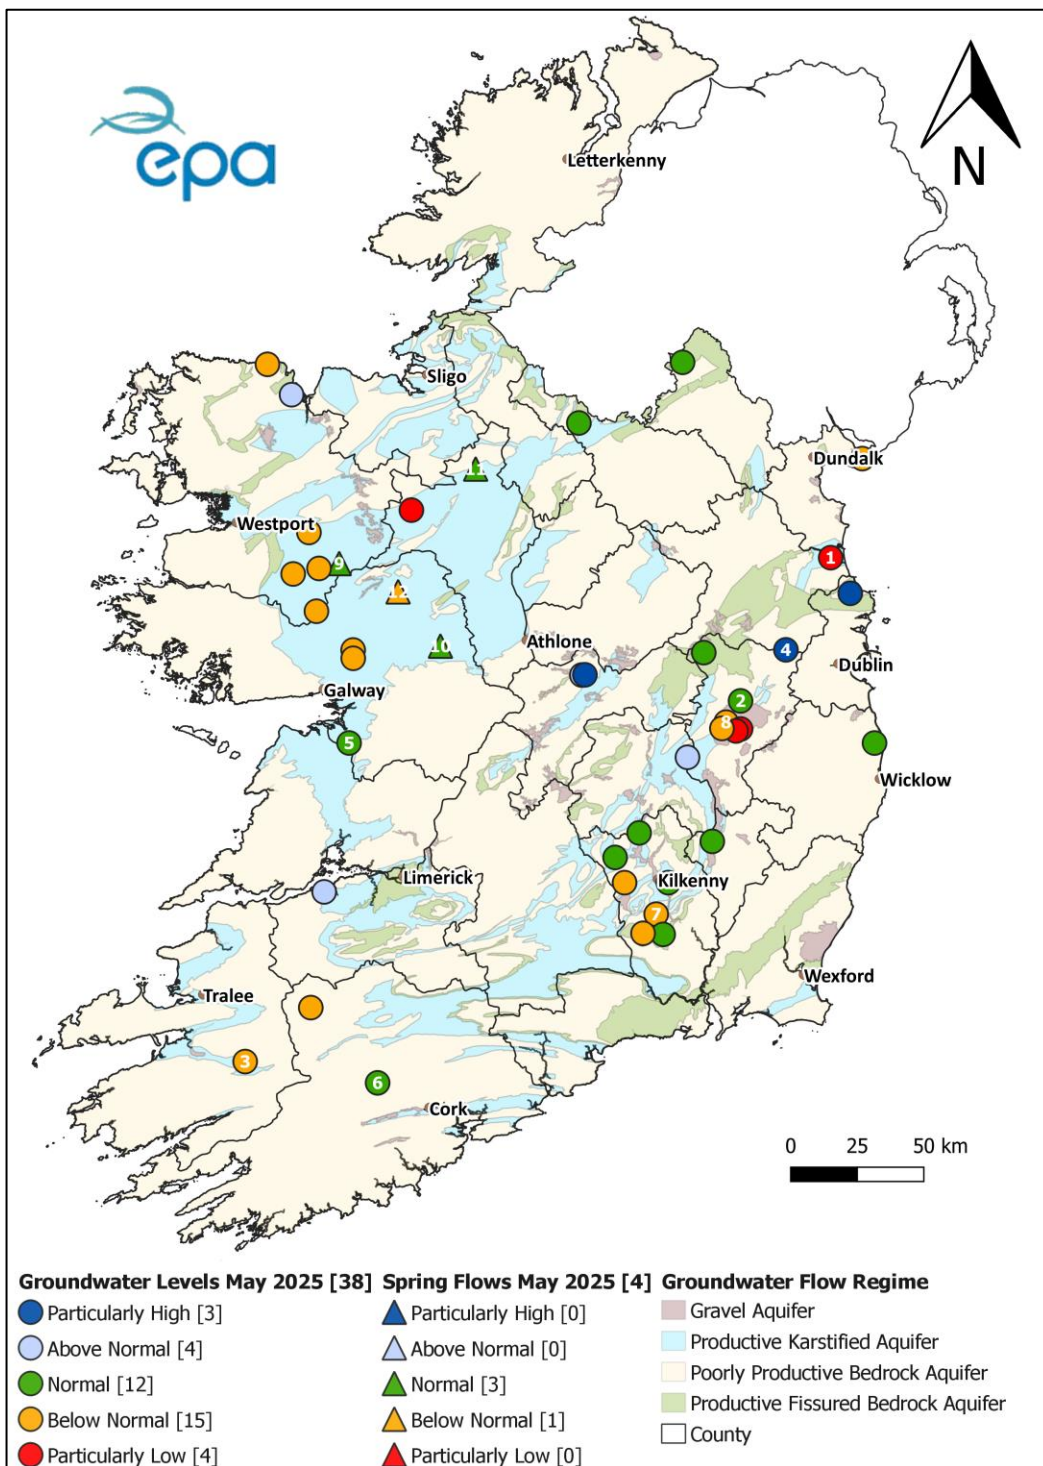 epa
N
Letterkenny
Sligo
Dundalk
11
Westport
1
9
12
10
Athlone
4
Dublin
Galway
2
8
5
Wicklow
Limerick
Kilkenny
7
Wexford
Tralee
3
6
Cork
0 25 50 km
Groundwater Levels May 2025 [38]
Particularly High [3]
Above Normal [4]
Normal [12]
Below Normal [15]
Particularly Low [4]
Spring Flows May 2025 [4]
Particularly High [0]
Above Normal [0]
Normal [3]
Below Normal [1]
Particularly Low [0]
Groundwater Flow Regime
Gravel Aquifer
Productive Karstified Aquifer
Poorly Productive Bedrock Aquifer
Productive Fissured Bedrock Aquifer
County